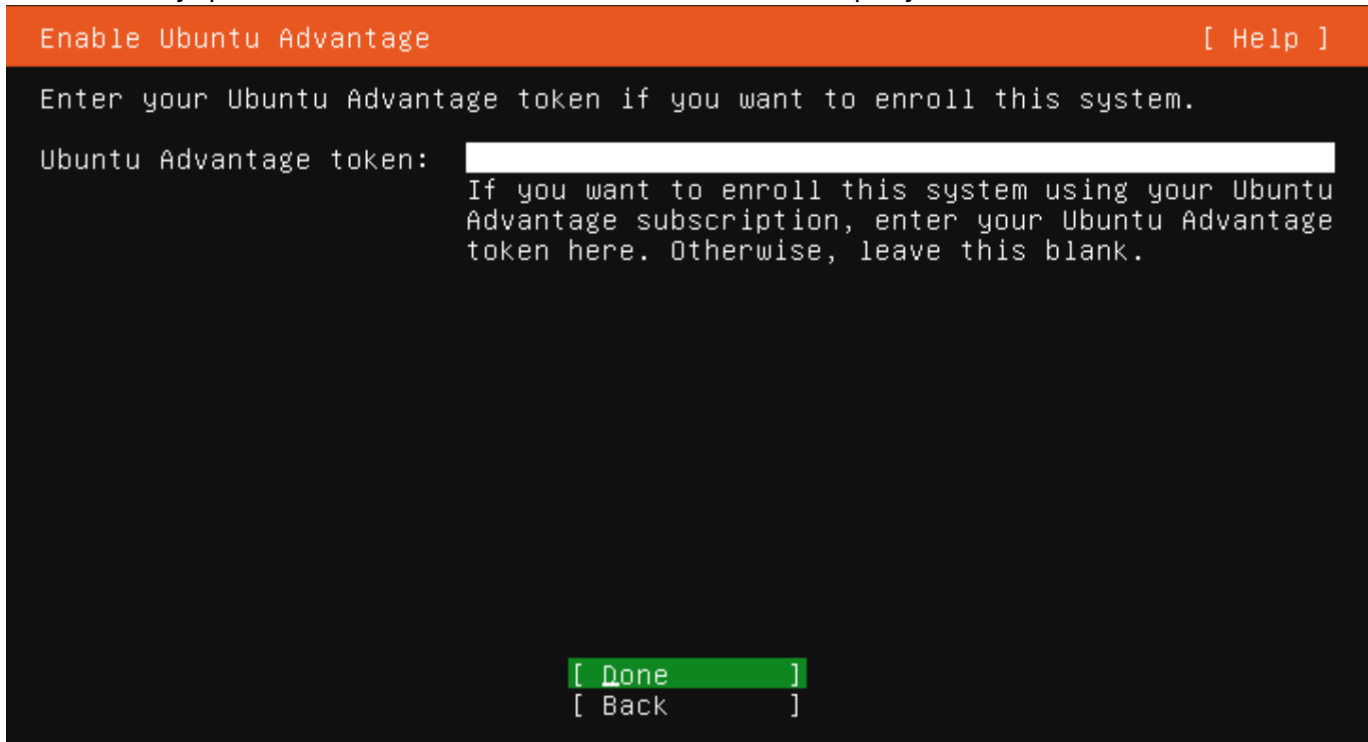 Enable Ubuntu Advantage [ Help ]
Enter your Ubuntu Advantage token if you want to enroll this system.
Ubuntu Advantage token:
If you want to enroll this system using your Ubuntu
Advantage subscription, enter your Ubuntu Advantage
token here. Otherwise, leave this blank.
[ Done ]
[ Back ]